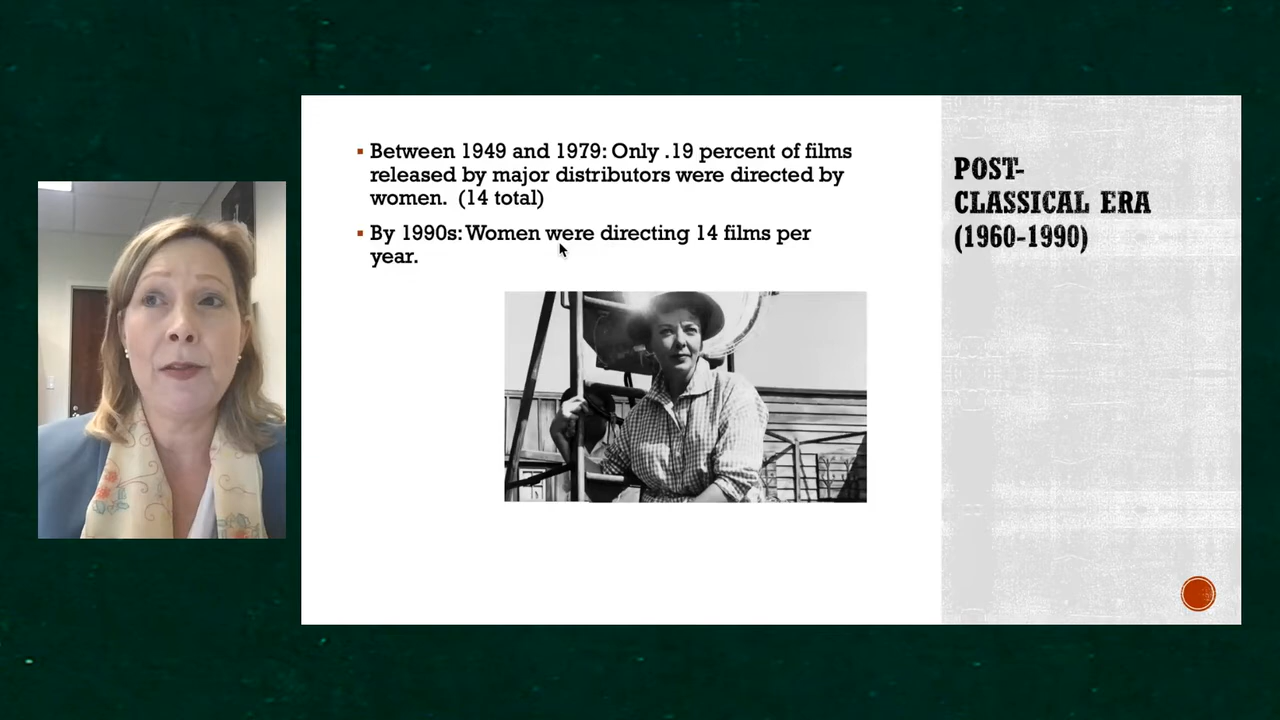 Between 1949 and 1979: Only .19 percent of films
released by major distributors were directed by
women. (14 total)
By 1990s: Women were directing 14 films per
year.
POST-
CLASSICAL ERA
(1960-1990)